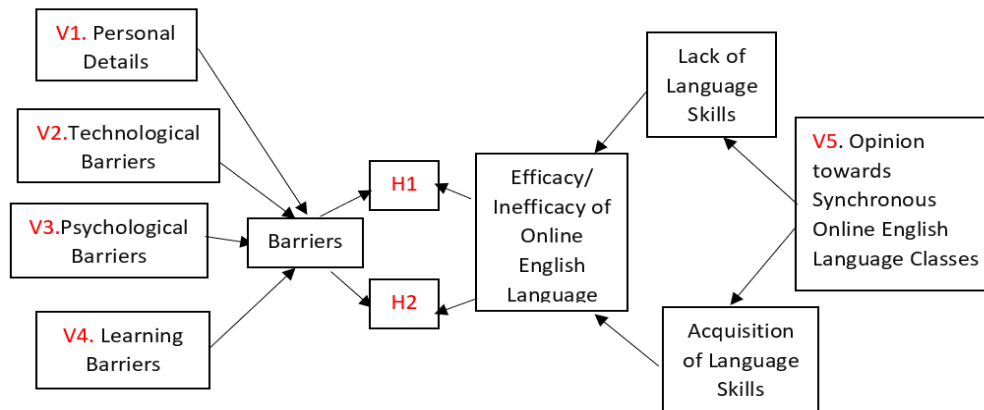 V1. Personal
Details
V2.Technological
Barriers
V3.Psychological
Barriers
V4. Learning
Barriers
Barriers
H1
H2
Efficacy/
Inefficacy of
Online
English
Language
Lack of
Language
Skills
Acquisition
of Language
Skills
V5. Opinion
towards
Synchronous
Online English
Language Classes